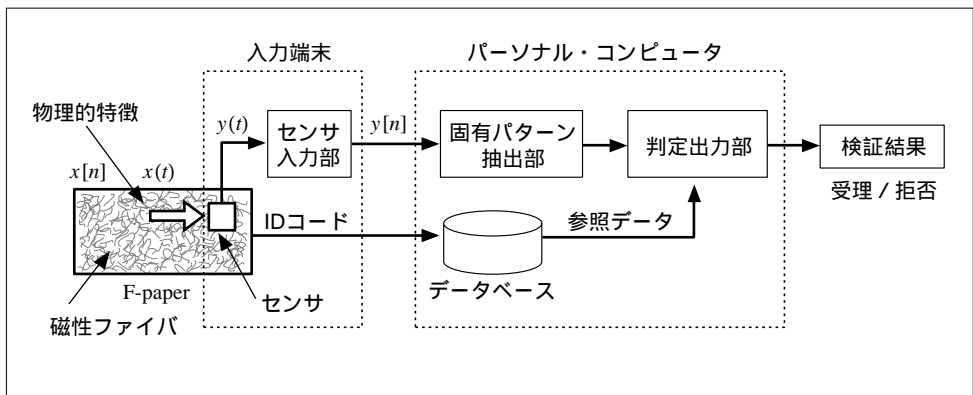 入力端末
パーソナル・コンピュータ
物理的特徴
y(t)
センサ
入力部
y[n]
固有パターン
抽出部
判定出力部
検証結果
受理 / 拒否
x[n]
x(t)
IDコード
参照データ
F-paper
センサ
データベース
磁性ファイバ